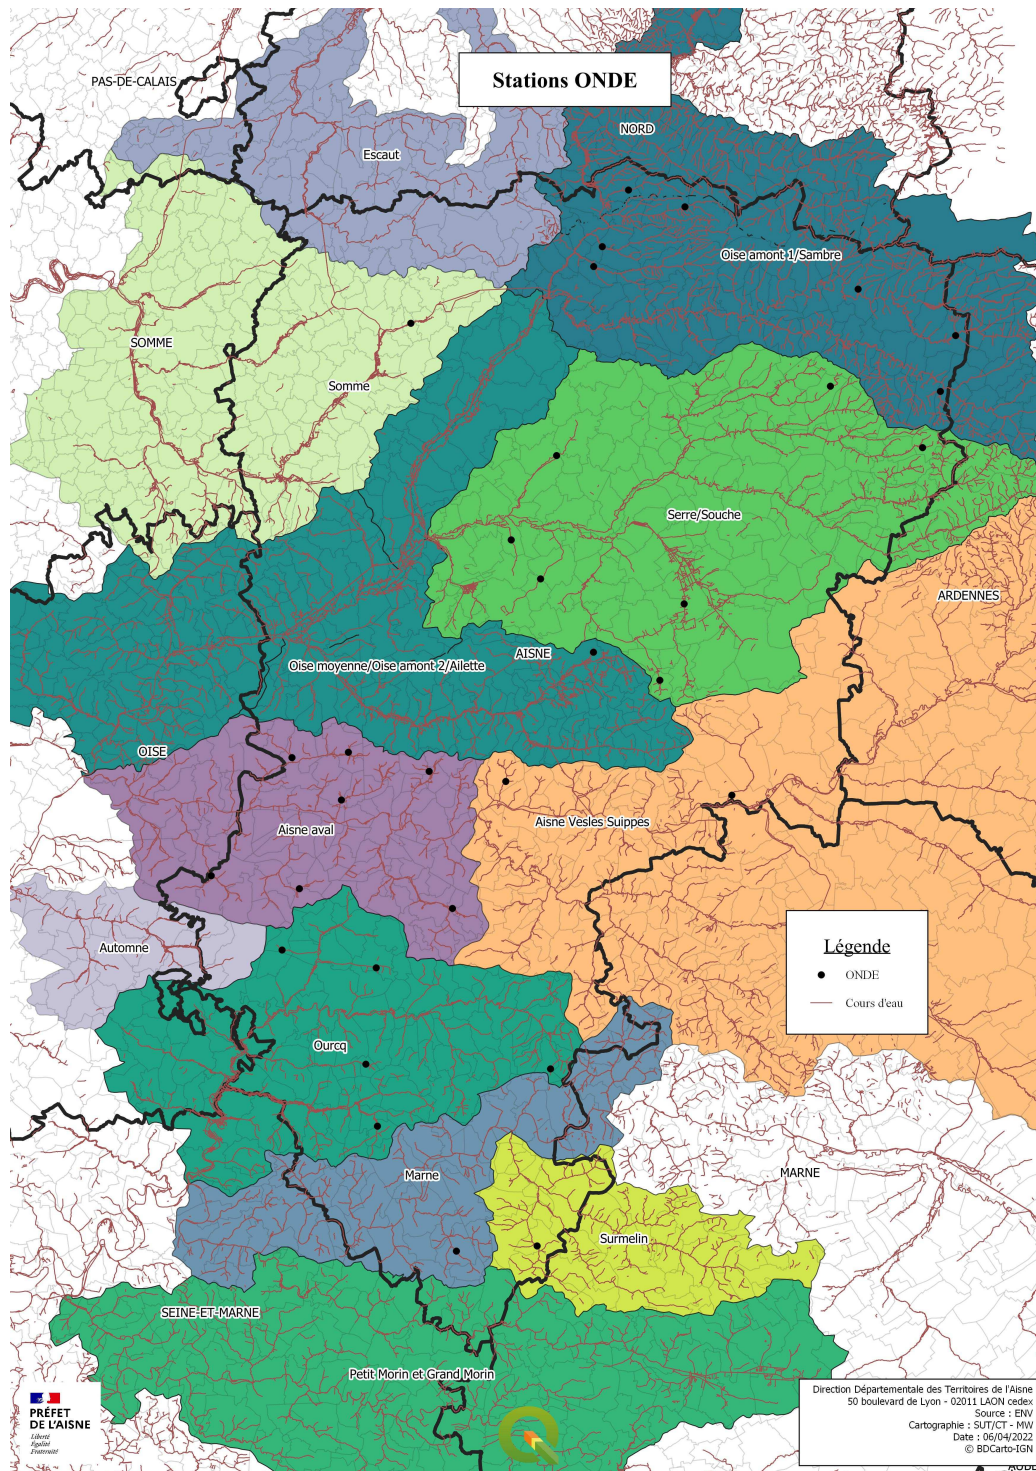 Stations ONDE
PAS-DE-CALAIS
NORD
Escaut
Oise amont 1/Sambre
SOMME
Somme
Serre/Souche
ARDENNES
AISNE
Oise moyenne/Oise amont 2/Ailette
OISE
Aisne aval
Aisne Vesles Suippes
Automne
Légende
ONDE
Cours d'eau
Ourcq
Marne
MARNE
Surmelin
SEINE-ET-MARNE
Petit Morin et Grand Morin
PRÉFET
DE L'AISNE
Liberté
Égalité
Fraternité
Direction Départementale des Territoires de l'Aisne
50 boulevard de Lyon - 02011 LAON cedex
Source : ENV
Cartographie : SUT/CT - MW
Date : 06/04/2022
© BDCarto-IGN